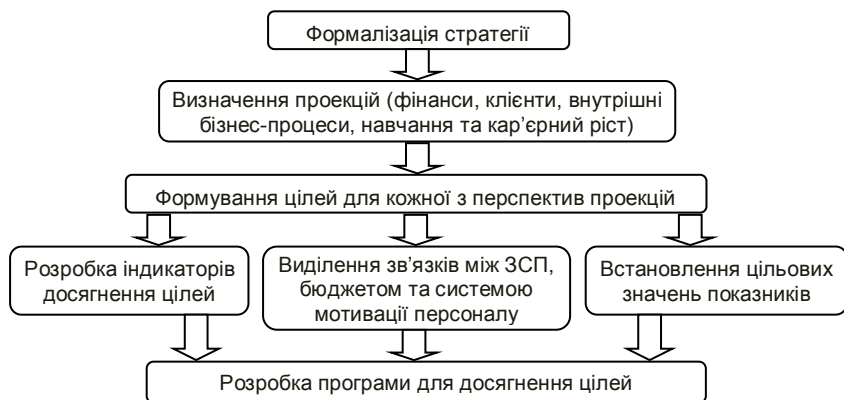 Формалізація стратегії
Визначення проекцій (фінанси, клієнти, внутрішні
бізнес-процеси, навчання та кар’єрний ріст)
Формування цілей для кожної з перспектив проекцій
Розробка індикаторів
досягнення цілей
Виділення зв’язків між ЗСП,
бюджетом та системою
мотивації персоналу
Встановлення цільових
значень показників
Розробка програми для досягнення цілей